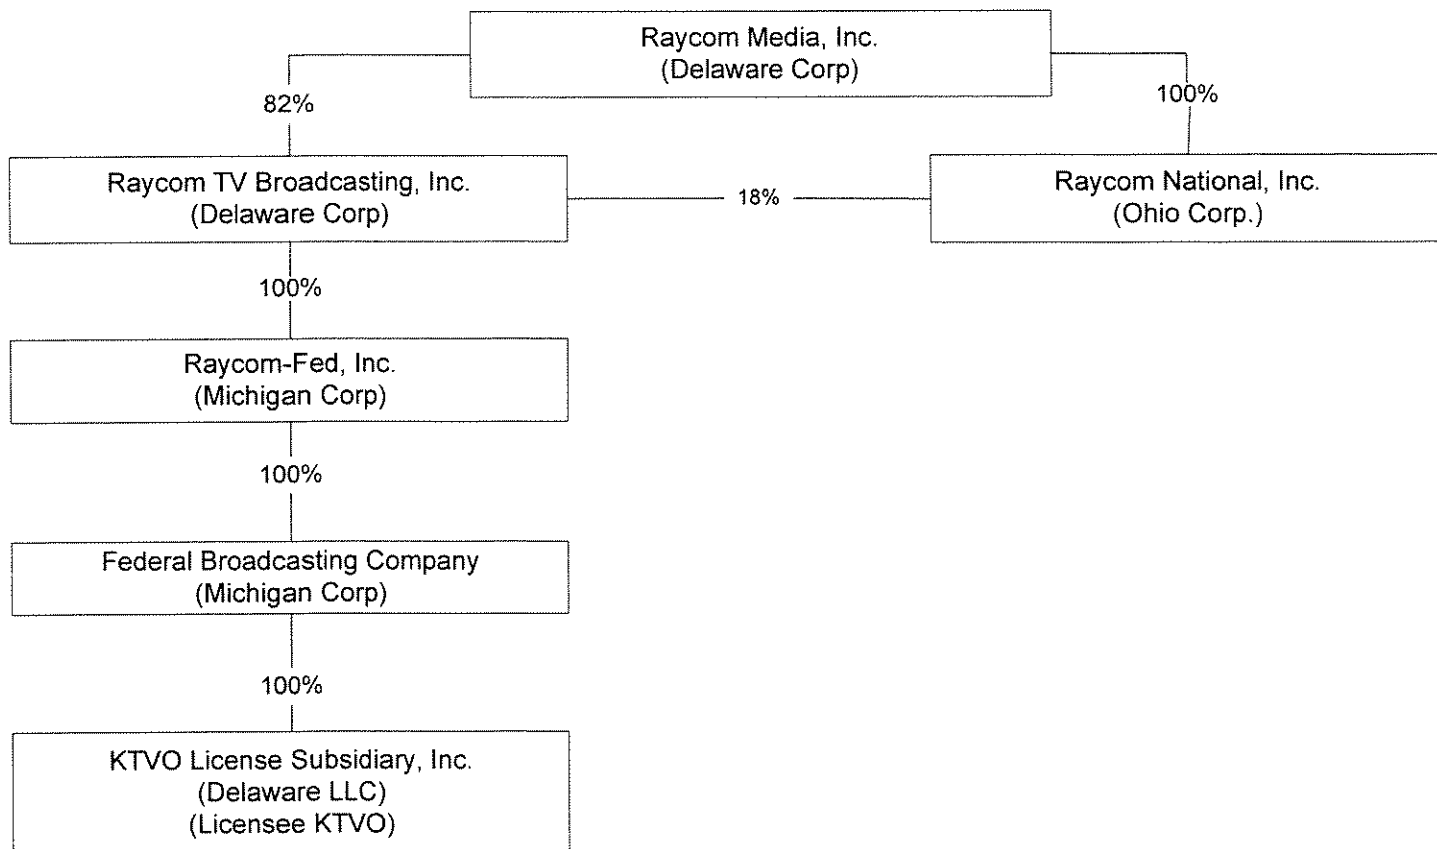 Raycom Media, Inc.
(Delaware Corp)
82%
100%
Raycom TV Broadcasting, Inc.
(Delaware Corp)
18%
Raycom National, Inc.
(Ohio Corp.)
100%
Raycom-Fed, Inc.
(Michigan Corp)
100%
Federal Broadcasting Company
(Michigan Corp)
100%
KTVO License Subsidiary, Inc.
(Delaware LLC)
(Licensee KTVO)